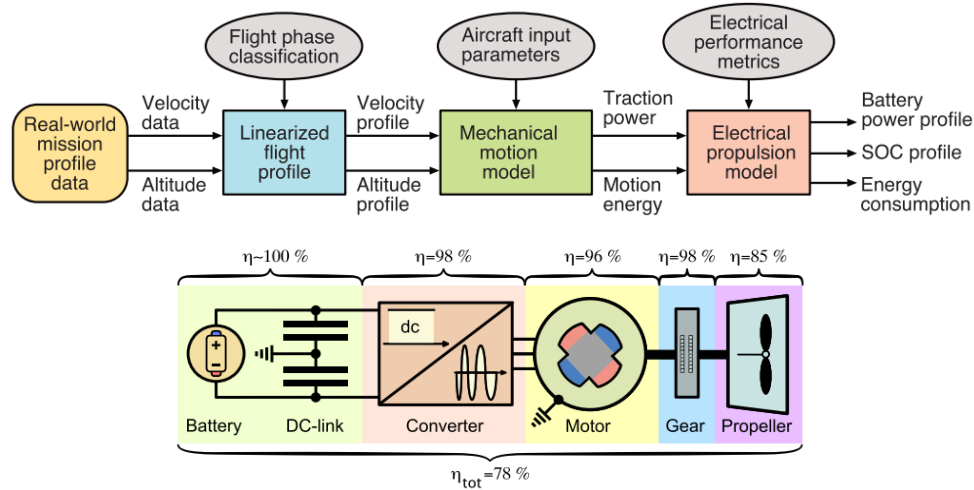 Flight phase
classification
Aircraft input
parameters
Electrical
performance
metrics
Real-world
mission
profile
data
Velocity
data
Altitude
data
Linearized
flight
profile
Velocity
profile
Altitude
profile
Mechanical
motion
model
Traction
power
Motion
energy
Electrical
propulsion
model
Battery
power profile
SOC profile
Energy
consumption
η~100 %
η=98 %
η=96 %
η=98 %
η=85 %
dc
+
−
Battery
DC-link
Converter
Motor
Gear
Propeller
ηtot=78 %